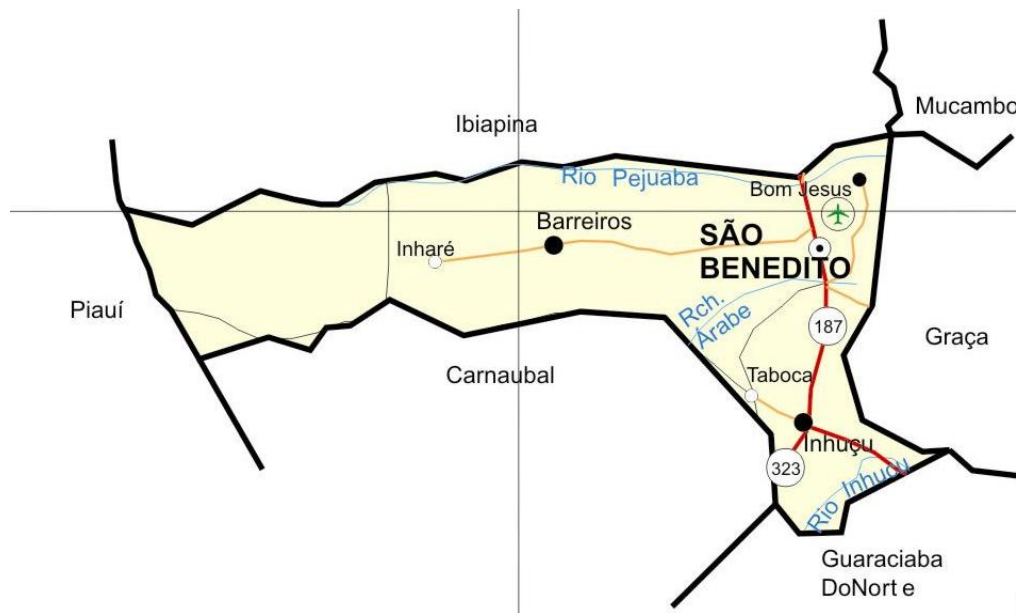 Mucambo
Ibiapina
Rio Pejuaba
Bom Jesus
Barreiros
SÃO
BENEDITO
Inharé
Piauí
Rch.
Árabe
187
Graça
Carnaubal
Taboca
Inhuçu
323
Rio Inhuçu
Guaraciaba
DoNort e